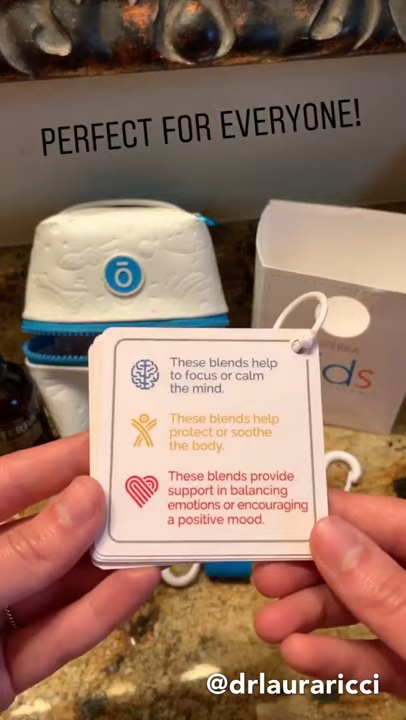 PERFECT FOR EVERYONE!
ō
These blends help
to focus or calm
the mind.
These blends help
protect or soothe
the body.
These blends provide
support in balancing
emotions or encouraging
a positive mood.
@drlauraricci